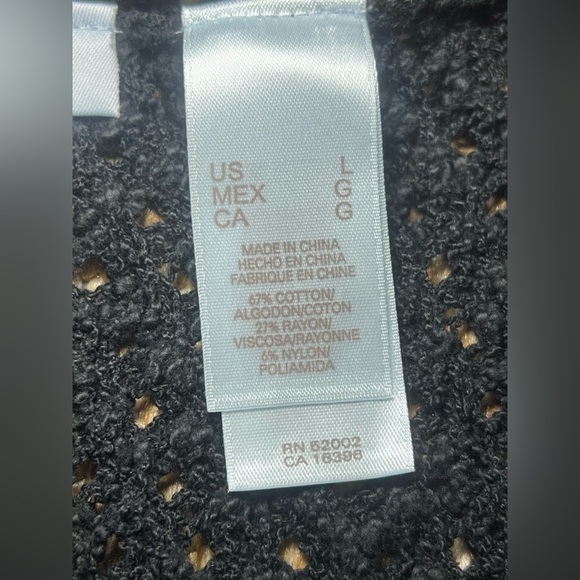 US L
MEX G
CA G
MADE IN CHINA
HECHO EN CHINA
FABRIQUE EN CHINE
67% COTTON/
ALGODON/COTON
27% RAYON/
VISCOSA/RAYONNE
6% NYLON/
POLIAMIDA
RN 52002
CA 16396